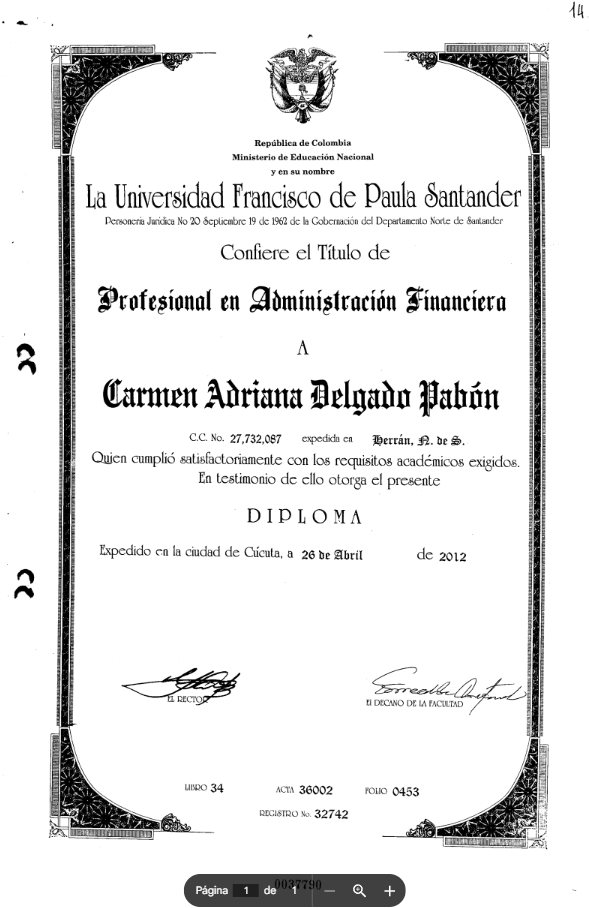 14
República de Colombia
Ministerio de Educación Nacional
y en su nombre
La Universidad Francisco de Paula Santander
Personería Jurídica No 20 Septiembre 19 de 1962 de la Gobernación del Departamento Norte de Santander
Confiere el Título de
Profesional en Administración Financiera
A
Carmen Adriana Delgado Pabón
C.C. No. 27,732,087 expedida en Herrán, N. de S.
Quien cumplió satisfactoriamente con los requisitos académicos exigidos.
En testimonio de ello otorga el presente
DIPLOMA
Expedido en la ciudad de Cúcuta, a 26 de Abril de 2012
EL RECTOR
El DECANO DE LA FACULTAD
LIBRO 34 ACTA 36002 FOLIO 0453
REGISTRO No. 32742
0037790
Página 1 de 1